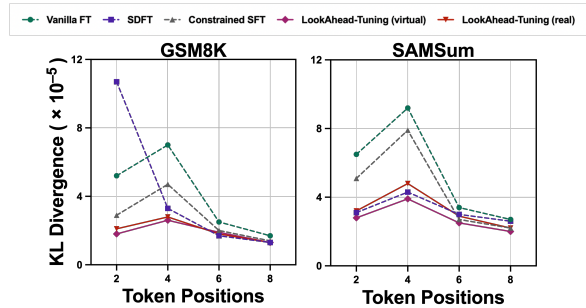 Vanilla FT SDFT Constrained SFT LookAhead-Tuning (virtual) LookAhead-Tuning (real)
GSM8K SAMSum
KL Divergence ( × 10⁻⁵)
12 12
8 8
4 4
0 0
2 4 6 8 2 4 6 8
Token Positions Token Positions